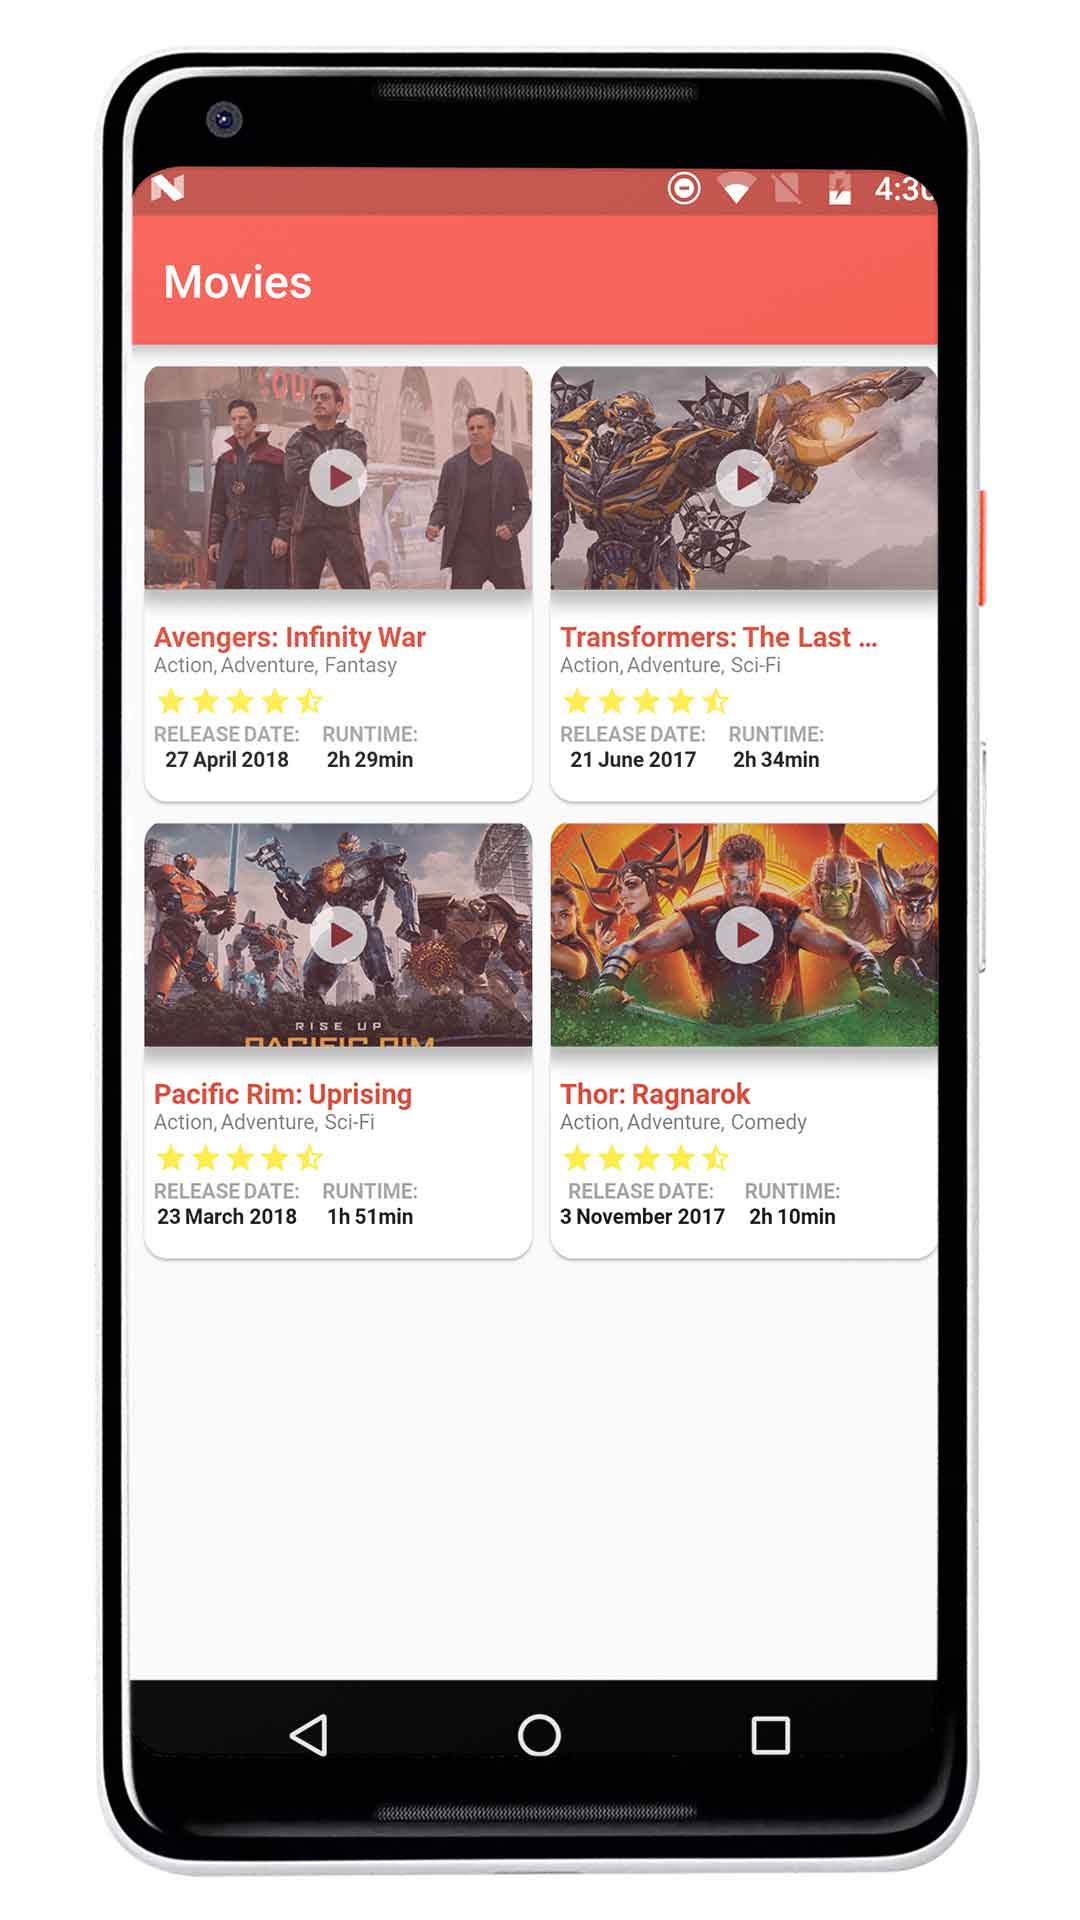 4:30
Movies
Avengers: Infinity War
Action, Adventure, Fantasy
RELEASE DATE: RUNTIME:
27 April 2018 2h 29min
Transformers: The Last ...
Action, Adventure, Sci-Fi
RELEASE DATE: RUNTIME:
21 June 2017 2h 34min
RISE UP
PACIFIC RIM
Pacific Rim: Uprising
Action, Adventure, Sci-Fi
RELEASE DATE: RUNTIME:
23 March 2018 1h 51min
Thor: Ragnarok
Action, Adventure, Comedy
RELEASE DATE: RUNTIME:
3 November 2017 2h 10min